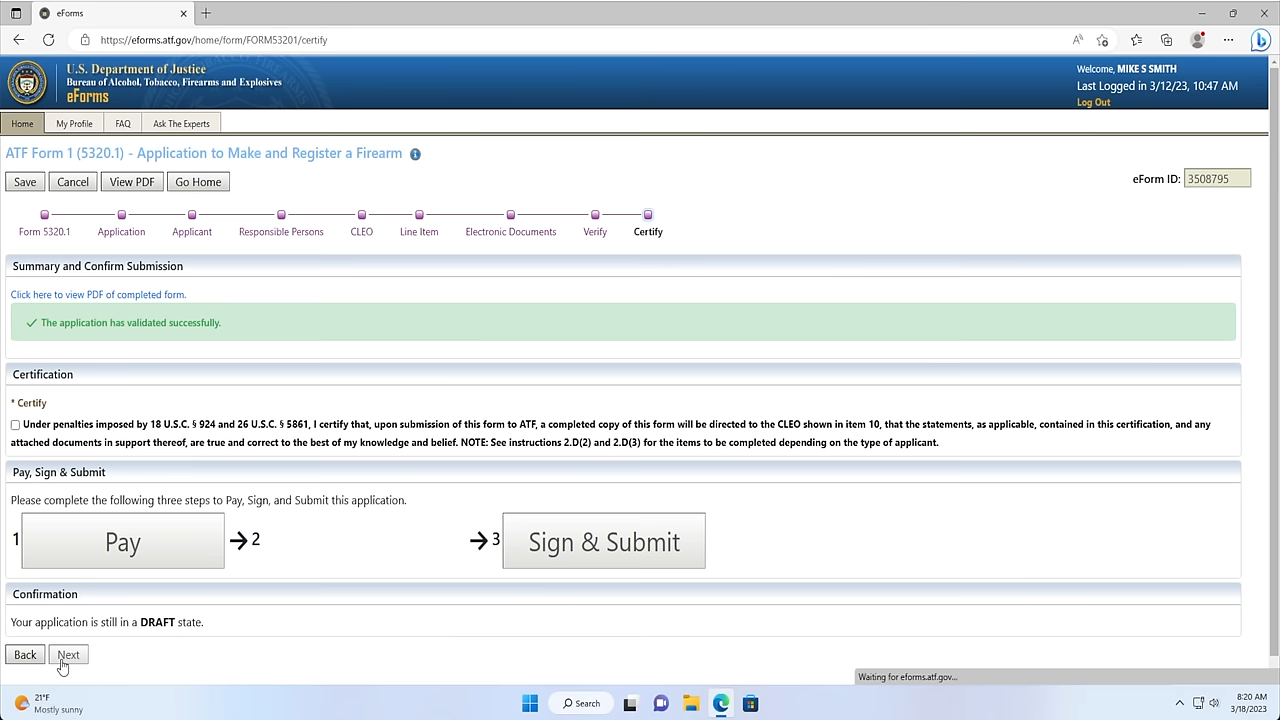 eForms
https://eforms.atf.gov/home/form/FORM53201/certify
U.S. Department of Justice
Bureau of Alcohol, Tobacco, Firearms and Explosives
eForms
Welcome, MIKE S SMITH
Last Logged in 3/12/23, 10:47 AM
Log Out
Home My Profile FAQ Ask The Experts
ATF Form 1 (5320.1) - Application to Make and Register a Firearm
Save Cancel View PDF Go Home
eForm ID: 3508795
Form 5320.1 Application Applicant Responsible Persons CLEO Line Item Electronic Documents Verify Certify
Summary and Confirm Submission
Click here to view PDF of completed form.
The application has validated successfully.
Certification
* Certify
Under penalties imposed by 18 U.S.C. § 924 and 26 U.S.C. § 5861, I certify that, upon submission of this form to ATF, a completed copy of this form will be directed to the CLEO shown in item 10, that the statements, as applicable, contained in this certification, and any
attached documents in support thereof, are true and correct to the best of my knowledge and belief. NOTE: See instructions 2.D(2) and 2.D(3) for the items to be completed depending on the type of applicant.
Pay, Sign & Submit
Please complete the following three steps to Pay, Sign, and Submit this application.
1 Pay → 2 → 3 Sign & Submit
Confirmation
Your application is still in a DRAFT state.
Back Next
Waiting for eforms.atf.gov...
21°F
Mostly sunny
Search
8:20 AM
3/18/2023